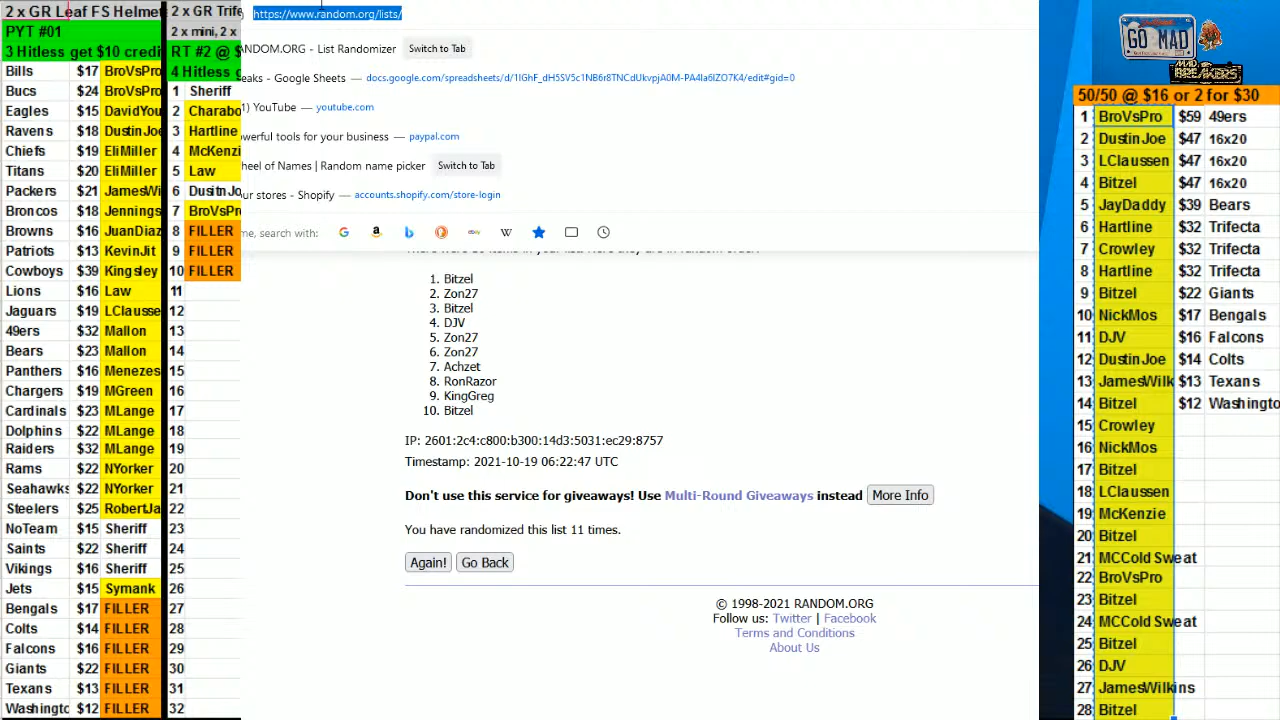 2 x GR Leaf FS Helmet
PYT #01
3 Hitless get $10 credi
Bills $17 BroVsPro
Bucs $24 BroVsPro
Eagles $15 DavidYou
Ravens $18 DustinJoe
Chiefs $19 EliMiller
Titans $20 EliMiller
Packers $21 JamesWi
Broncos $18 Jennings
Browns $16 JuanDiaz
Patriots $13 KevinJit
Cowboys $39 Kingsley
Lions $16 Law
Jaguars $19 LClausse
49ers $32 Mallon
Bears $23 Mallon
Panthers $16 Menezes
Chargers $19 MGreen
Cardinals $23 MLange
Dolphins $22 MLange
Raiders $32 MLange
Rams $22 NYorker
Seahawks $22 NYorker
Steelers $25 RobertJa
NoTeam $15 Sheriff
Saints $22 Sheriff
Vikings $16 Sheriff
Jets $15 Symank
Bengals $17 FILLER
Colts $14 FILLER
Falcons $16 FILLER
Giants $22 FILLER
Texans $13 FILLER
Washingto $12 FILLER
2 x GR Trife
2 x mini, 2 x
RT #2 @ $
4 Hitless g
1 Sheriff
2 Charabo
3 Hartline
4 McKenzi
5 Law
6 DusitnJo
7 BroVsPr
8 FILLER
9 FILLER
10 FILLER
11
12
13
14
15
16
17
18
19
20
21
22
23
24
25
26
27
28
29
30
31
32
https://www.random.org/lists/
ANDOM.ORG - List Randomizer Switch to Tab
eaks - Google Sheets — docs.google.com/spreadsheets/d/1IGhF_dH5SV5c1NB6r8TNCdUkvpjA0M-PA4Ia6lZO7K4/edit#gid=0
1) YouTube — youtube.com
owerful tools for your business — paypal.com
heel of Names | Random name picker Switch to Tab
our stores - Shopify — accounts.shopify.com/store-login
me, search with:
1. Bitzel
2. Zon27
3. Bitzel
4. DJV
5. Zon27
6. Zon27
7. Achzet
8. RonRazor
9. KingGreg
10. Bitzel
IP: 2601:2c4:c800:b300:14d3:5031:ec29:8757
Timestamp: 2021-10-19 06:22:47 UTC
Don't use this service for giveaways! Use Multi-Round Giveaways instead More Info
You have randomized this list 11 times.
Again! Go Back
© 1998-2021 RANDOM.ORG
Follow us: Twitter | Facebook
Terms and Conditions
About Us
GO MAD
MAD
BREAKERS
50/50 @ $16 or 2 for $30
1 BroVsPro $59 49ers
2 DustinJoe $47 16x20
3 LClaussen $47 16x20
4 Bitzel $47 16x20
5 JayDaddy $39 Bears
6 Hartline $32 Trifecta
7 Crowley $32 Trifecta
8 Hartline $32 Trifecta
9 Bitzel $22 Giants
10 NickMos $17 Bengals
11 DJV $16 Falcons
12 DustinJoe $14 Colts
13 JamesWilk $13 Texans
14 Bitzel $12 Washingto
15 Crowley
16 NickMos
17 Bitzel
18 LClaussen
19 McKenzie
20 Bitzel
21 MCCold Sweat
22 BroVsPro
23 Bitzel
24 MCCold Sweat
25 Bitzel
26 DJV
27 JamesWilkins
28 Bitzel